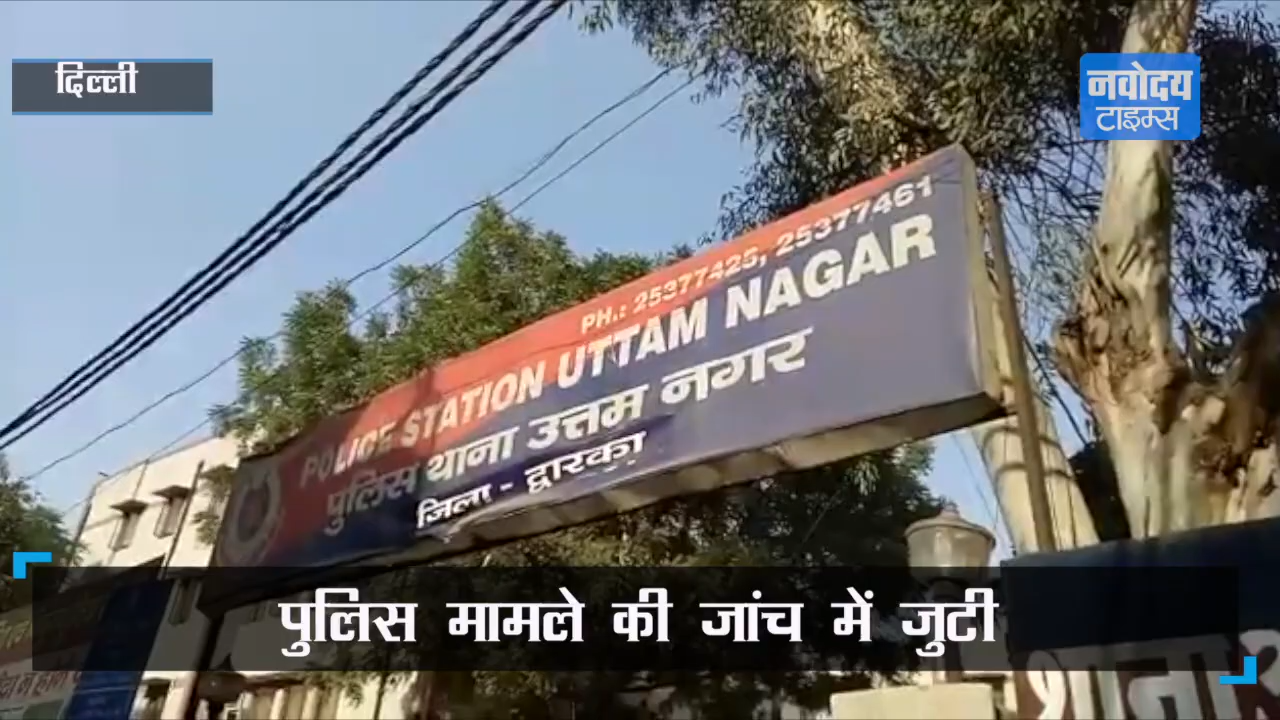 दिल्ली
नवोदय
टाइम्स
PH.: 25377425, 25377461
POLICE STATION UTTAM NAGAR
पुलिस थाना उत्तम नगर
जिला - द्वारका
पुलिस मामले की जांच में जुटी